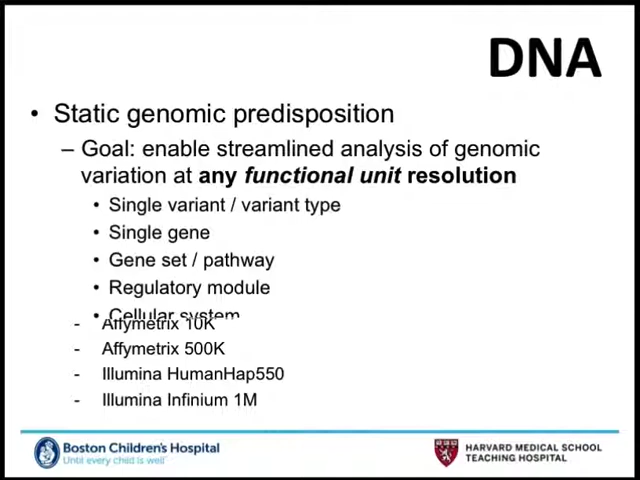 DNA
• Static genomic predisposition
– Goal: enable streamlined analysis of genomic
variation at any functional unit resolution
• Single variant / variant type
• Single gene
• Gene set / pathway
• Regulatory module
• Cellular system
- Affymetrix 10K
- Affymetrix 500K
- Illumina HumanHap550
- Illumina Infinium 1M
Boston Children's Hospital
Until every child is well
HARVARD MEDICAL SCHOOL
TEACHING HOSPITAL